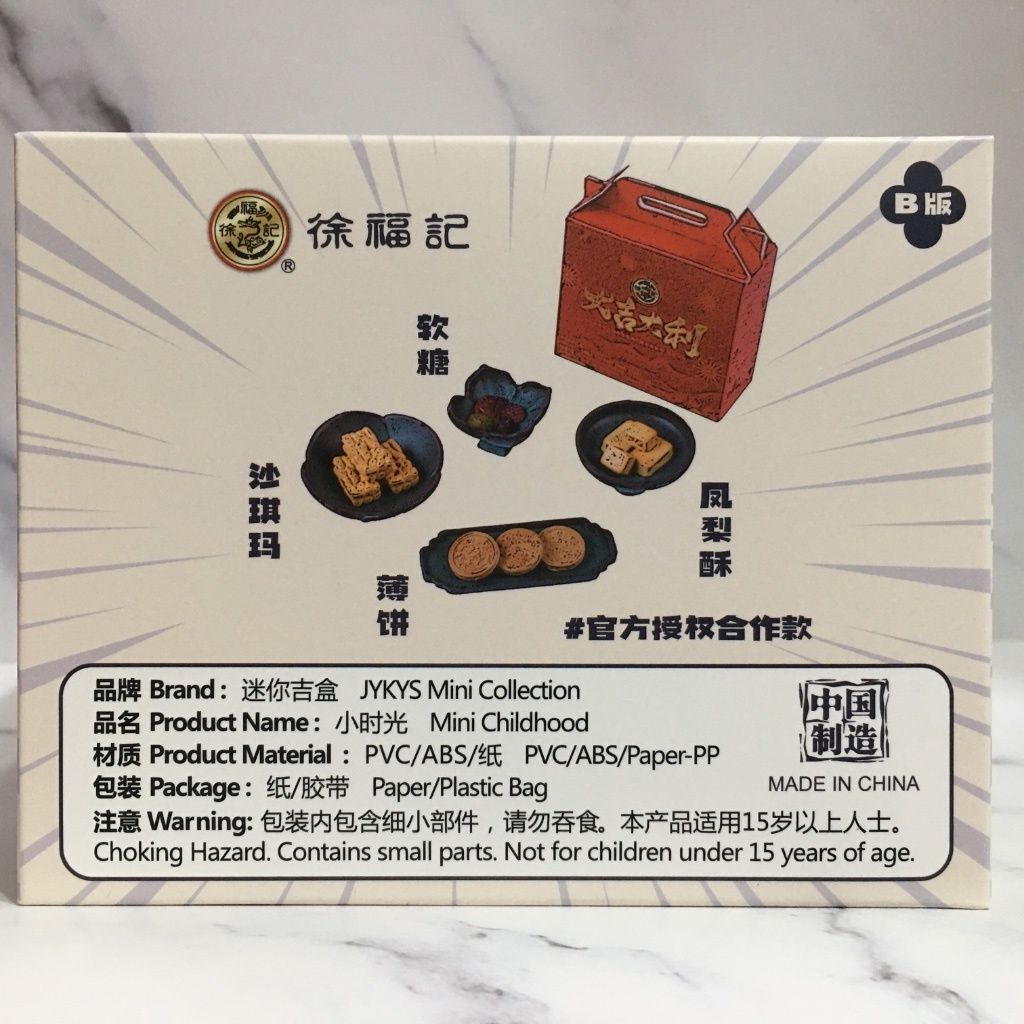 福
徐 記
®
徐福記
B版
大吉大利
软糖
沙琪玛
凤梨酥
薄饼
#官方授权合作款
品牌 Brand: 迷你吉盒 JYKYS Mini Collection
品名 Product Name: 小时光 Mini Childhood
材质 Product Material: PVC/ABS/纸 PVC/ABS/Paper-PP
包装 Package: 纸/胶带 Paper/Plastic Bag
注意 Warning: 包装内包含细小部件，请勿吞食。本产品适用15岁以上人士。
Choking Hazard. Contains small parts. Not for children under 15 years of age.
中国
制造
MADE IN CHINA